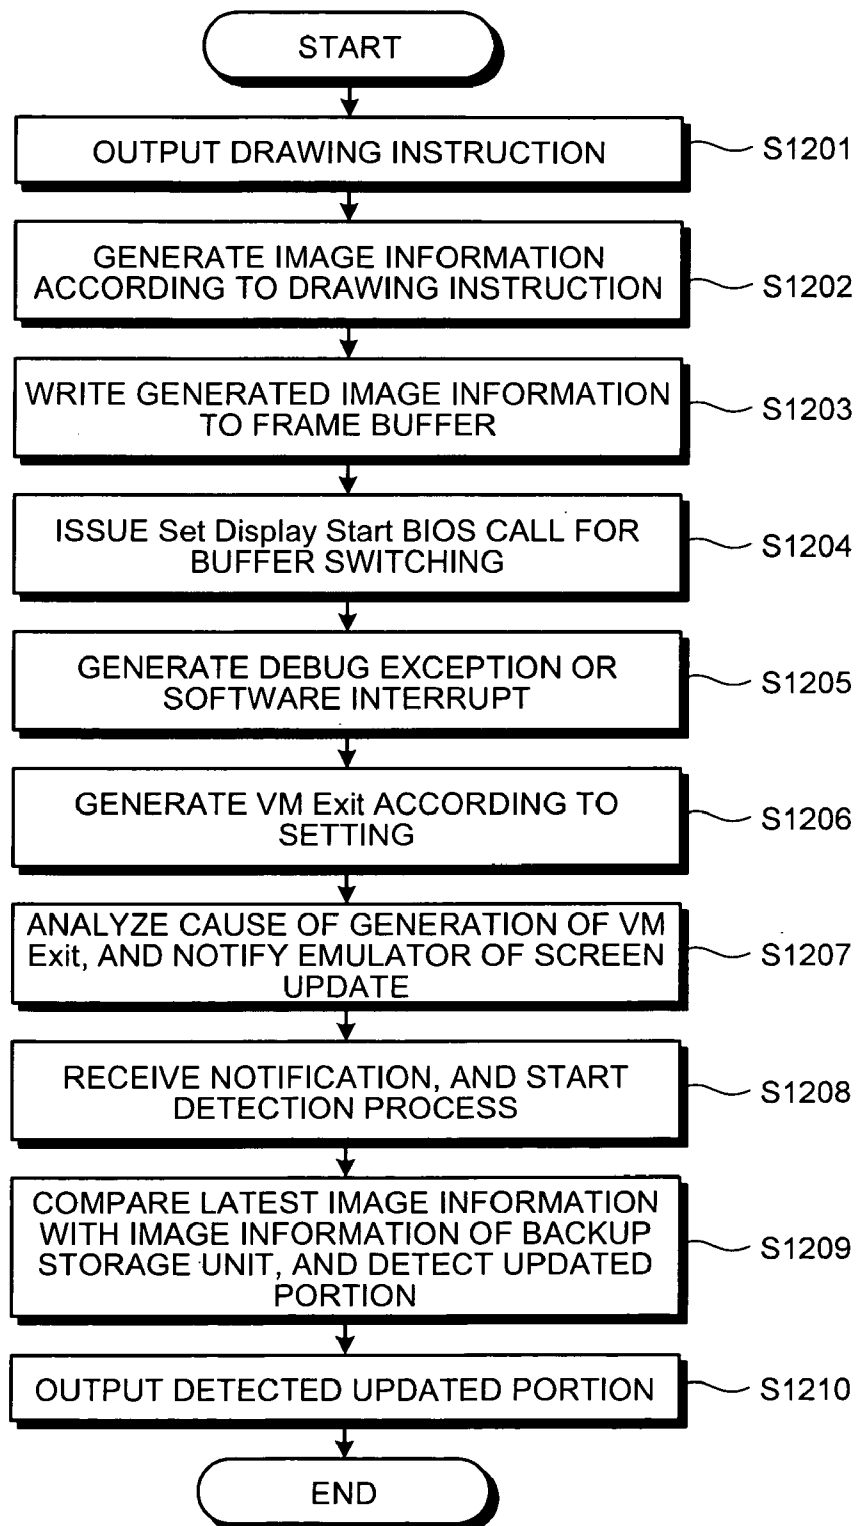 START
OUTPUT DRAWING INSTRUCTION
S1201
GENERATE IMAGE INFORMATION
ACCORDING TO DRAWING INSTRUCTION
S1202
WRITE GENERATED IMAGE INFORMATION
TO FRAME BUFFER
S1203
ISSUE Set Display Start BIOS CALL FOR
BUFFER SWITCHING
S1204
GENERATE DEBUG EXCEPTION OR
SOFTWARE INTERRUPT
S1205
GENERATE VM Exit ACCORDING TO
SETTING
S1206
ANALYZE CAUSE OF GENERATION OF VM
Exit, AND NOTIFY EMULATOR OF SCREEN
UPDATE
S1207
RECEIVE NOTIFICATION, AND START
DETECTION PROCESS
S1208
COMPARE LATEST IMAGE INFORMATION
WITH IMAGE INFORMATION OF BACKUP
STORAGE UNIT, AND DETECT UPDATED
PORTION
S1209
OUTPUT DETECTED UPDATED PORTION
S1210
END